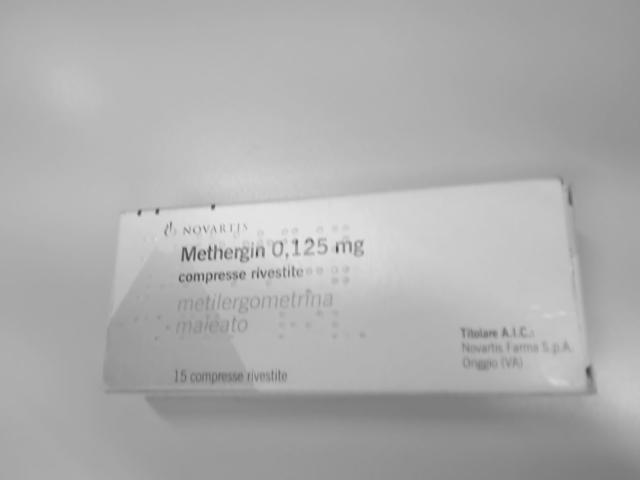 NOVARTIS
Methergin 0,125 mg
compresse rivestite
metilergometrina
maleato
15 compresse rivestite
Titolare A.I.C.:
Novartis Farma S.p.A.
Origgio (VA)